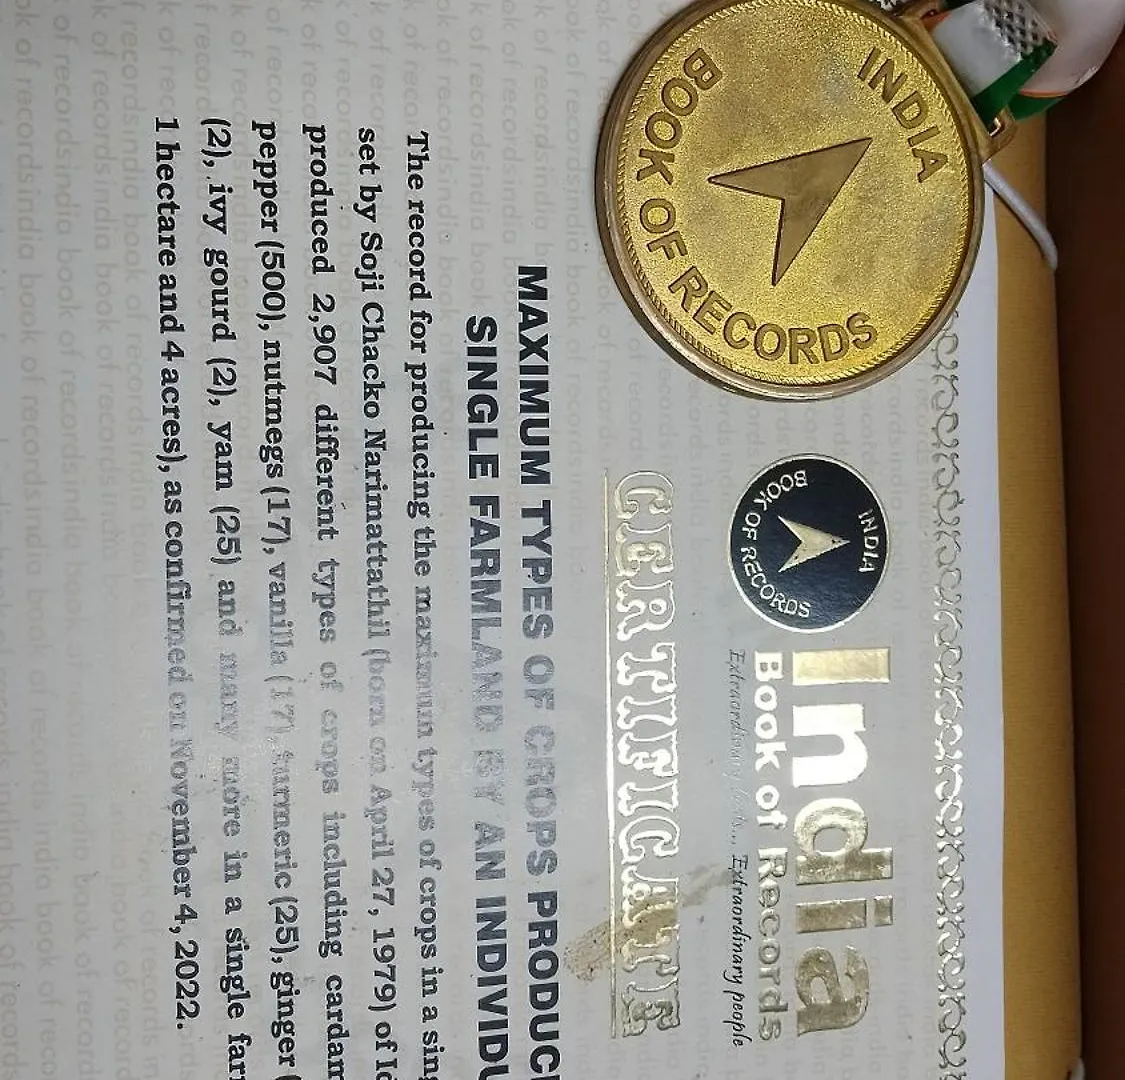 INDIA
BOOK OF RECORDS
INDIA
BOOK OF RECORDS
India
Book of Records
Extraordinary people
CERTIFICATE
MAXIMUM TYPES OF CROPS PRODUC
SINGLE FARMLAND BY AN INDIVIDU
The record for producing the maximum types of crops in a sing
set by Soji Chacko Narimattathil (born on April 27, 1979) of Id
produced 2,907 different types of crops including cardam
pepper (500), nutmegs (17), vanilla (17), turmeric (25), ginger (
(2), ivy gourd (2), yam (25) and many more in a single farm
1 hectare and 4 acres), as confirmed on November 4, 2022.